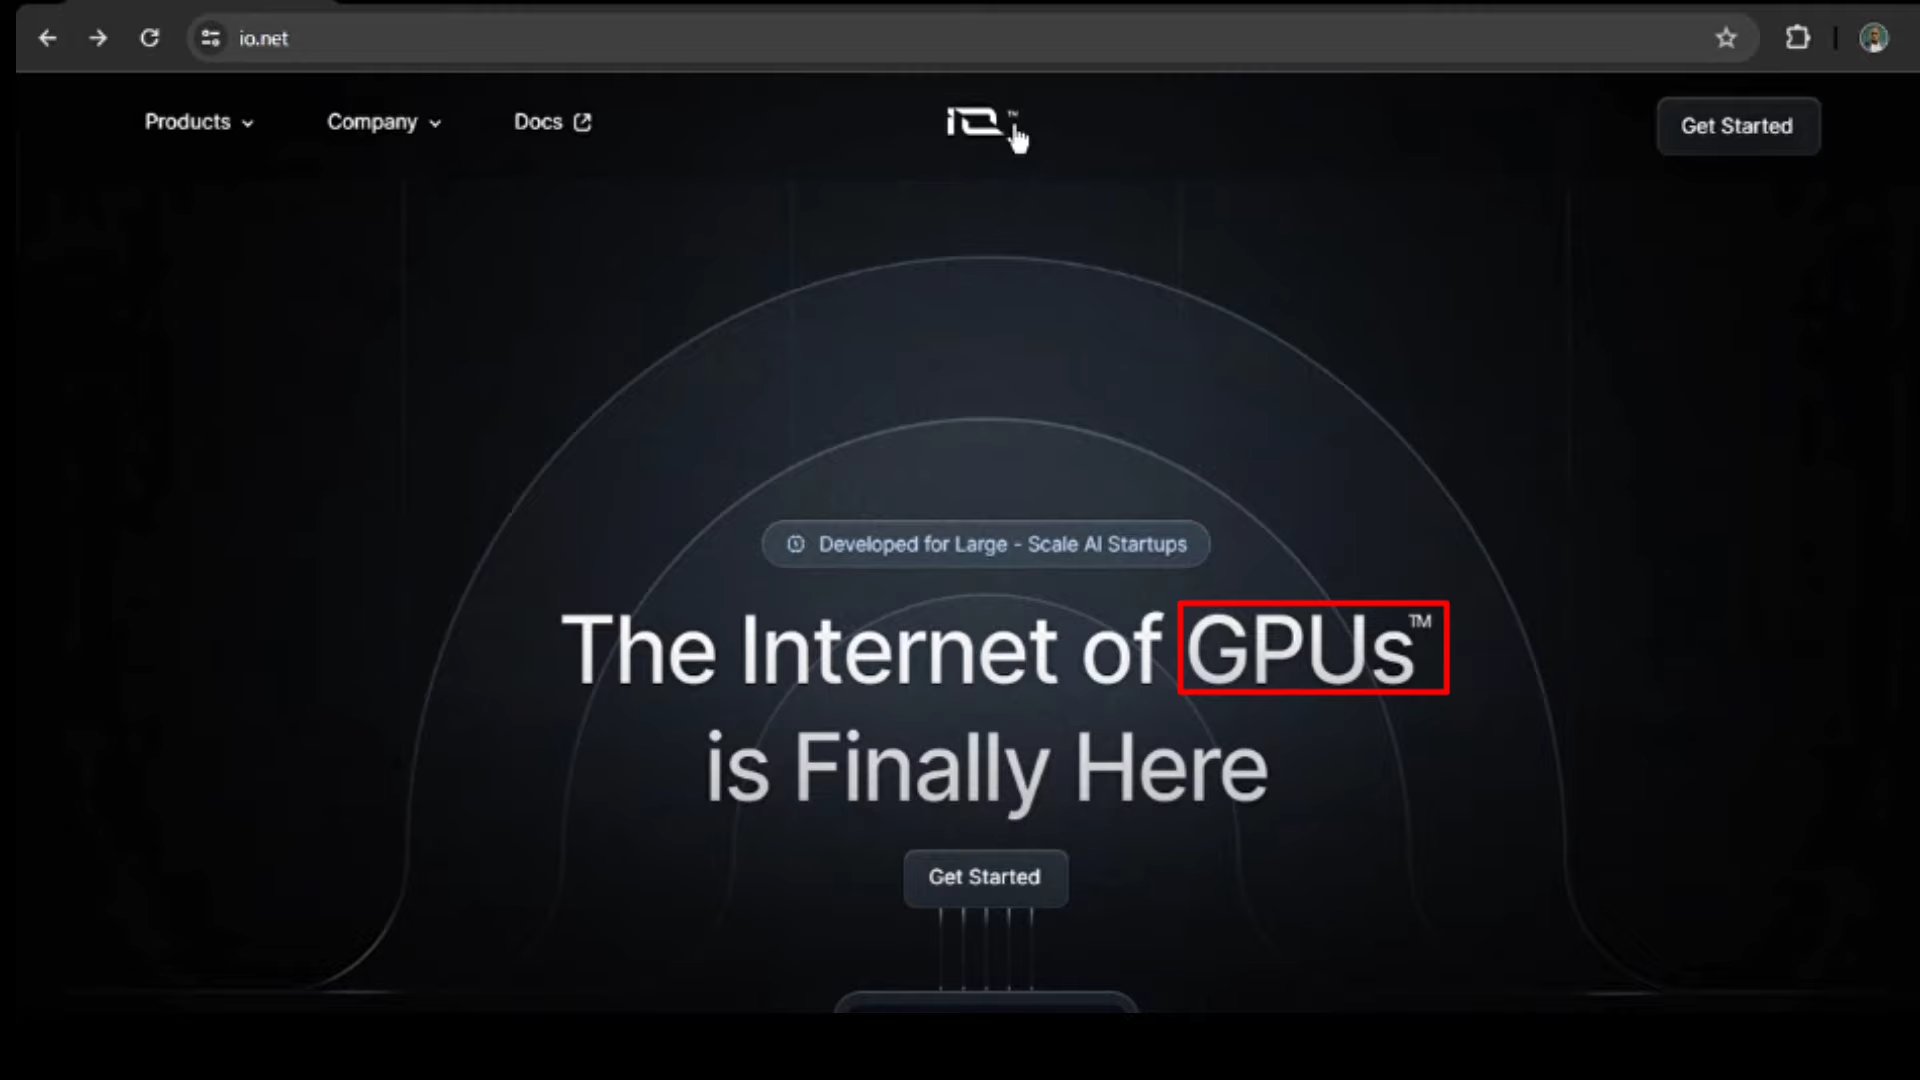 io.net
Products
Company
Docs
io™
Get Started
Developed for Large - Scale AI Startups
The Internet of GPUs™
is Finally Here
Get Started